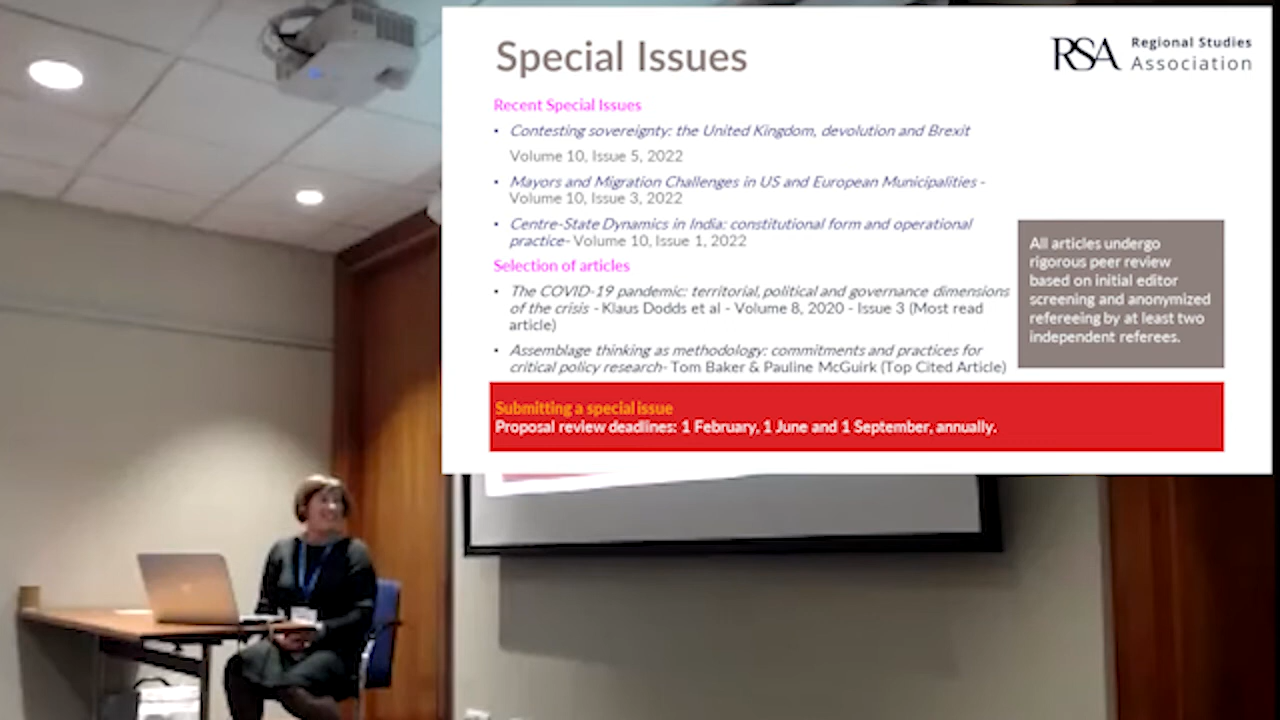 Special Issues
RSA Regional Studies
Association
Recent Special Issues
• Contesting sovereignty: the United Kingdom, devolution and Brexit
Volume 10, Issue 5, 2022
• Mayors and Migration Challenges in US and European Municipalities -
Volume 10, Issue 3, 2022
• Centre-State Dynamics in India: constitutional form and operational
practice- Volume 10, Issue 1, 2022
Selection of articles
• The COVID-19 pandemic: territorial, political and governance dimensions
of the crisis - Klaus Dodds et al - Volume 8, 2020 - Issue 3 (Most read
article)
• Assemblage thinking as methodology: commitments and practices for
critical policy research- Tom Baker & Pauline McGuirk (Top Cited Article)
All articles undergo
rigorous peer review
based on initial editor
screening and anonymized
refereeing by at least two
independent referees.
Submitting a special issue
Proposal review deadlines: 1 February, 1 June and 1 September, annually.